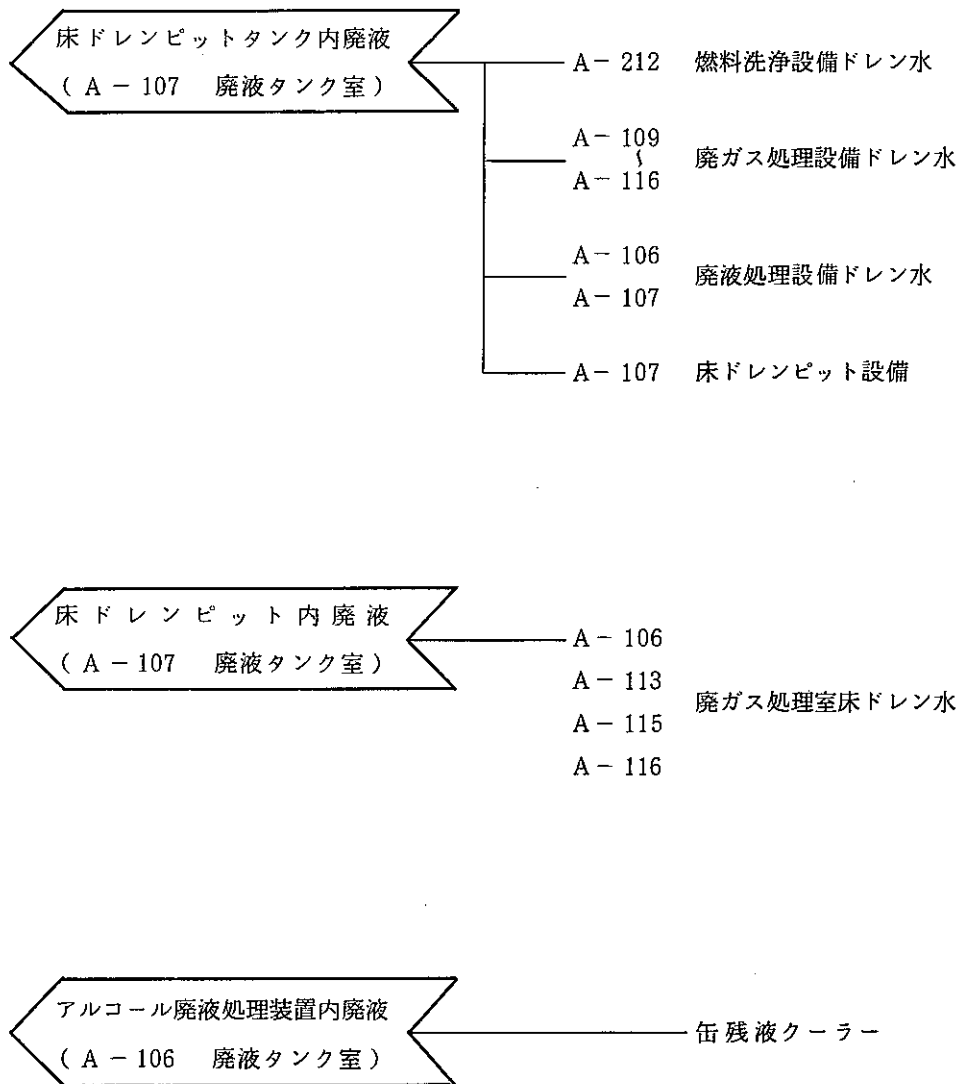 床ドレンピットタンク内廃液
( A - 107 廃液タンク室 )
A - 212 燃料洗浄設備ドレン水
A - 109
〜
A - 116
廃ガス処理設備ドレン水
A - 106
A - 107
廃液処理設備ドレン水
A - 107 床ドレンピット設備
床ドレンピット内廃液
( A - 107 廃液タンク室 )
A - 106
A - 113
A - 115
A - 116
廃ガス処理室床ドレン水
アルコール廃液処理装置内廃液
( A - 106 廃液タンク室 )
缶残液クーラー